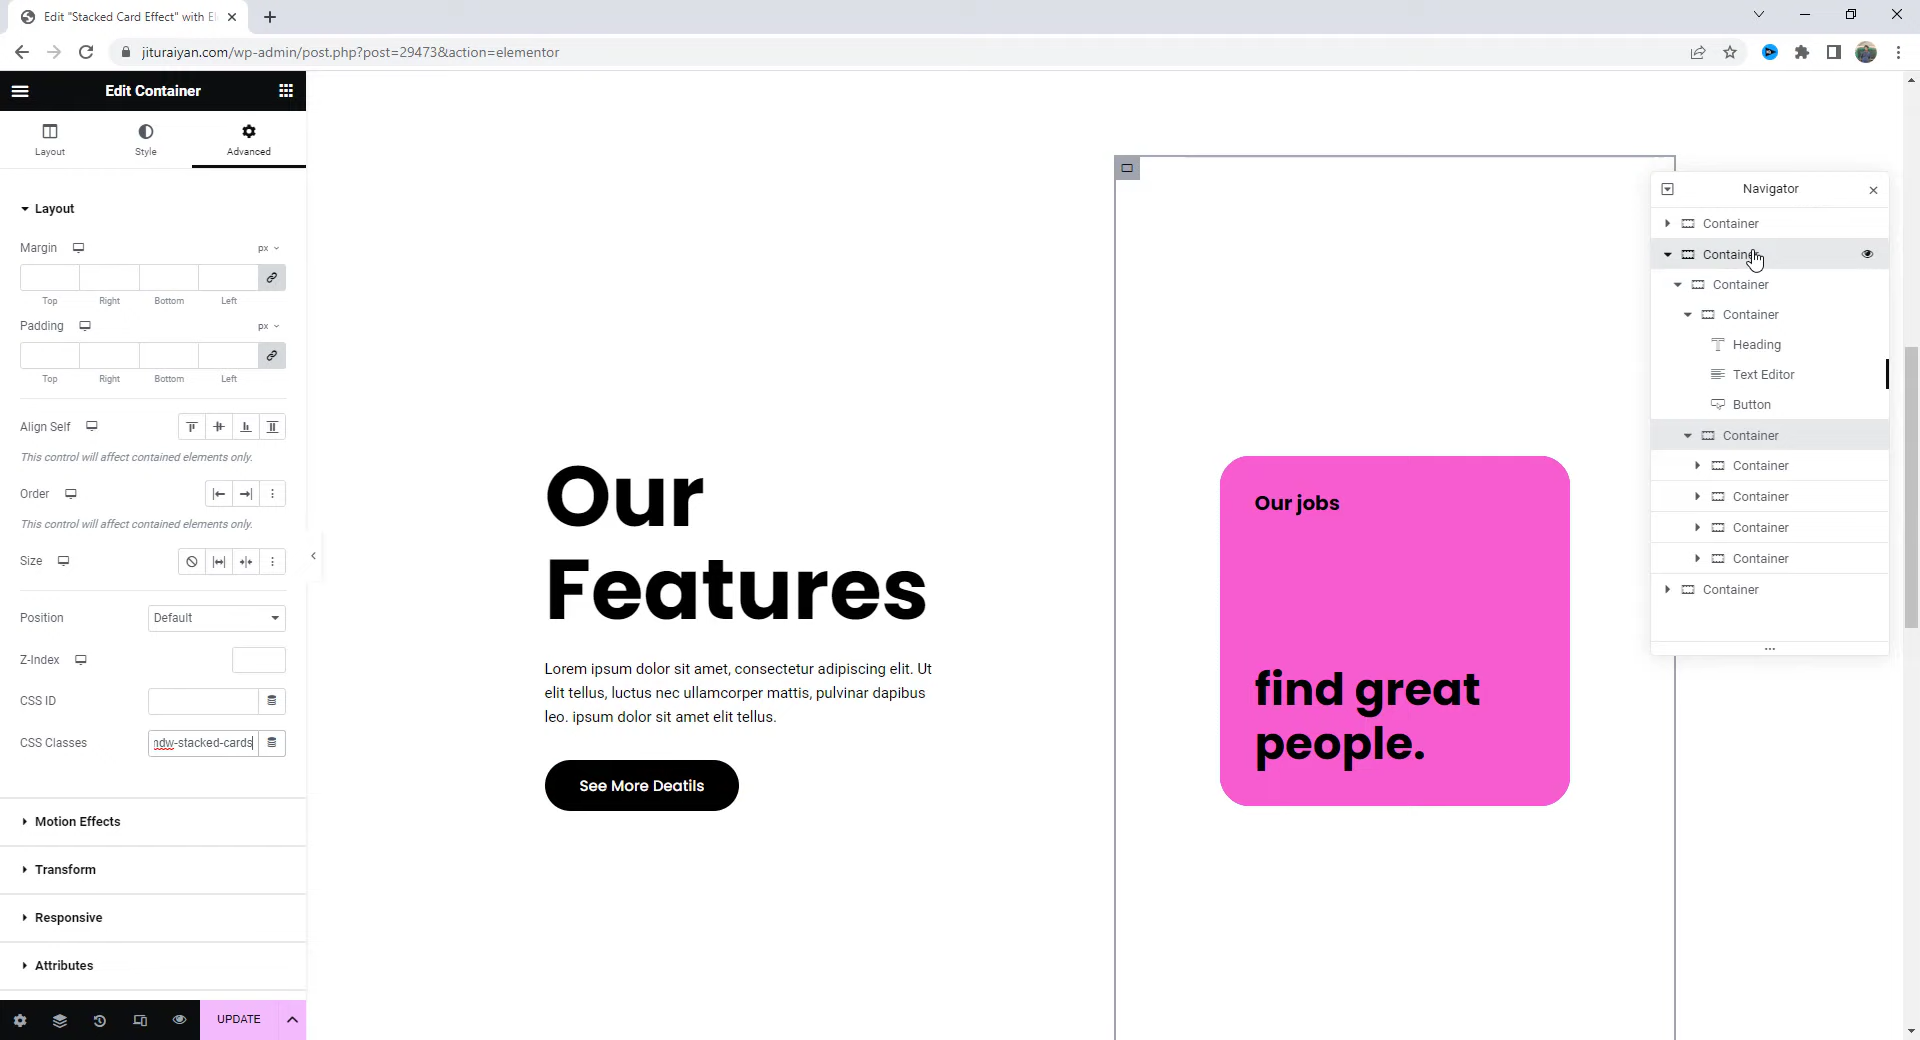 Edit "Stacked Card Effect" with El
jituraiyan.com/wp-admin/post.php?post=29473&action=elementor
Edit Container
Layout
Style
Advanced
Layout
Margin
px
Top
Right
Bottom
Left
Padding
px
Top
Right
Bottom
Left
Align Self
This control will affect contained elements only.
Order
This control will affect contained elements only.
Size
Position
Default
Z-Index
CSS ID
CSS Classes
ndw-stacked-cards
Motion Effects
Transform
Responsive
Attributes
UPDATE
Our
Features
Lorem ipsum dolor sit amet, consectetur adipiscing elit. Ut
elit tellus, luctus nec ullamcorper mattis, pulvinar dapibus
leo. ipsum dolor sit amet elit tellus.
See More Deatils
Our jobs
find great
people.
Navigator
Container
Container
Container
Container
Heading
Text Editor
Button
Container
Container
Container
Container
Container
Container